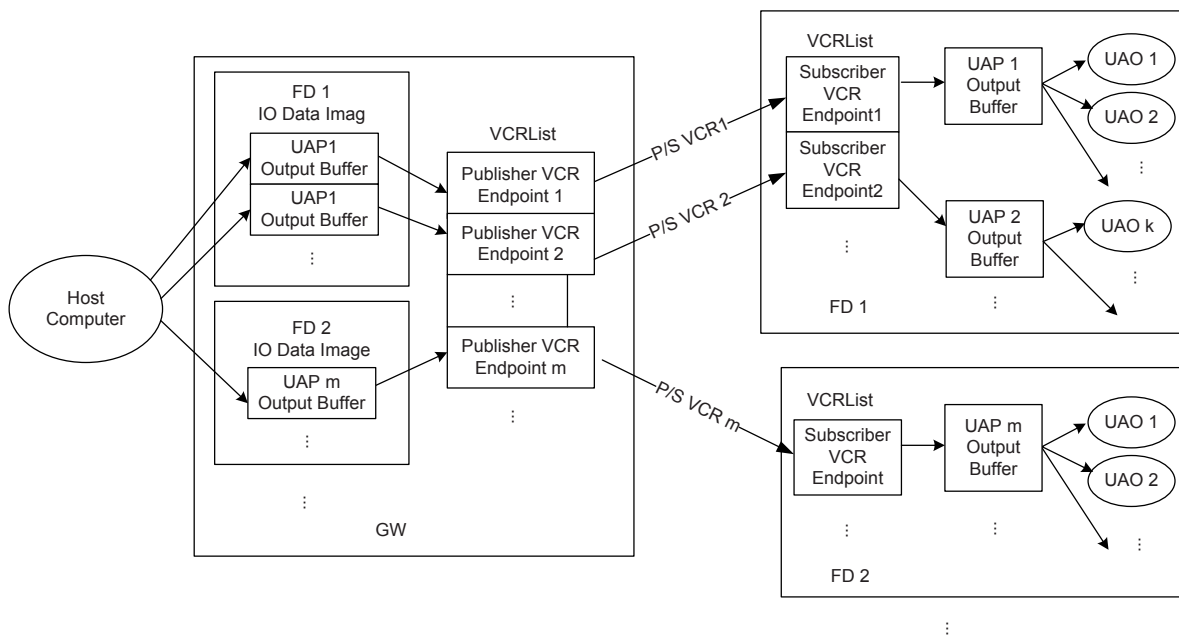 Host
Computer
FD 1
IO Data Imag
UAP1
Output Buffer
UAP1
Output Buffer
⋮
FD 2
IO Data Image
UAP m
Output Buffer
⋮
⋮
VCRList
Publisher VCR
Endpoint 1
Publisher VCR
Endpoint 2
⋮
Publisher VCR
Endpoint m
⋮
GW
P/S VCR1
P/S VCR 2
P/S VCR m
VCRList
Subscriber
VCR
Endpoint1
Subscriber
VCR
Endpoint2
⋮
UAP 1
Output
Buffer
UAO 1
UAO 2
⋮
UAP 2
Output
Buffer
UAO k
⋮
⋮
FD 1
VCRList
Subscriber
VCR
Endpoint
⋮
UAP m
Output
Buffer
⋮
UAO 1
UAO 2
⋮
FD 2
⋮